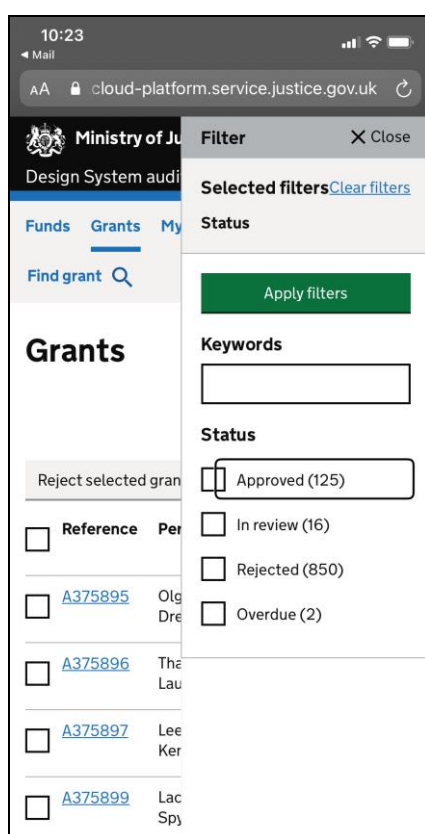 10:23
Mail
AA cloud-platform.service.justice.gov.uk
Ministry of Ju
Design System audi
Funds Grants My
Find grant
Grants
Reject selected gran
Reference Per
A375895 Olg
Dre
A375896 Tha
Lau
A375897 Lee
Ker
A375899 Lac
Spy
Filter Close
Selected filters Clear filters
Status
Apply filters
Keywords
Status
Approved (125)
In review (16)
Rejected (850)
Overdue (2)